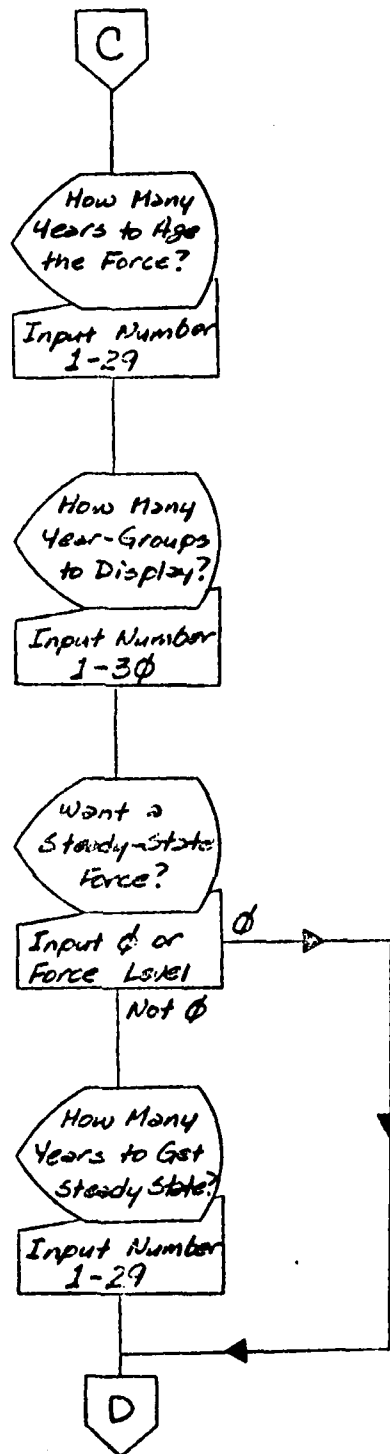 C
How Many
Years to Age
the Force?
Input Number
1-29
How Many
Year-Groups
to Display?
Input Number
1-3φ
Want a
Steady-State
Force?
Input φ or
Force Level
φ
Not φ
How Many
Years to Get
Steady State?
Input Number
1-29
D